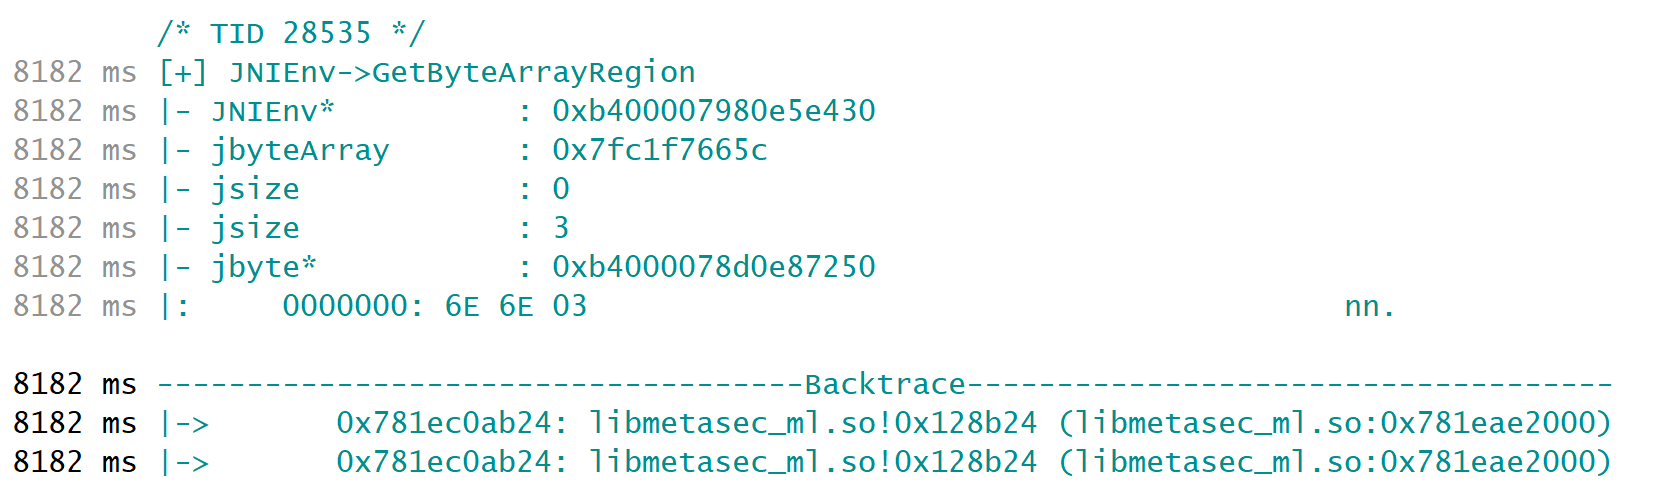 /* TID 28535 */
8182 ms [+] JNIEnv->GetByteArrayRegion
8182 ms |- JNIEnv* : 0xb400007980e5e430
8182 ms |- jbyteArray : 0x7fc1f7665c
8182 ms |- jsize : 0
8182 ms |- jsize : 3
8182 ms |- jbyte* : 0xb4000078d0e87250
8182 ms |: 0000000: 6E 6E 03 nn.
8182 ms ------------------------------------Backtrace------------------------------------
8182 ms |-> 0x781ec0ab24: libmetasec_ml.so!0x128b24 (libmetasec_ml.so:0x781eae2000)
8182 ms |-> 0x781ec0ab24: libmetasec_ml.so!0x128b24 (libmetasec_ml.so:0x781eae2000)